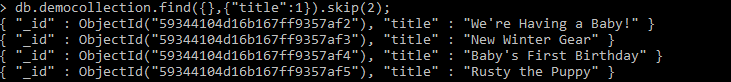 > db.democollection.find({},{"title":1}).skip(2);
{ "_id" : ObjectId("59344104d16b167ff9357af2"), "title" : "We're Having a Baby!" }
{ "_id" : ObjectId("59344104d16b167ff9357af3"), "title" : "New Winter Gear" }
{ "_id" : ObjectId("59344104d16b167ff9357af4"), "title" : "Baby's First Birthday" }
{ "_id" : ObjectId("59344104d16b167ff9357af5"), "title" : "Rusty the Puppy" }